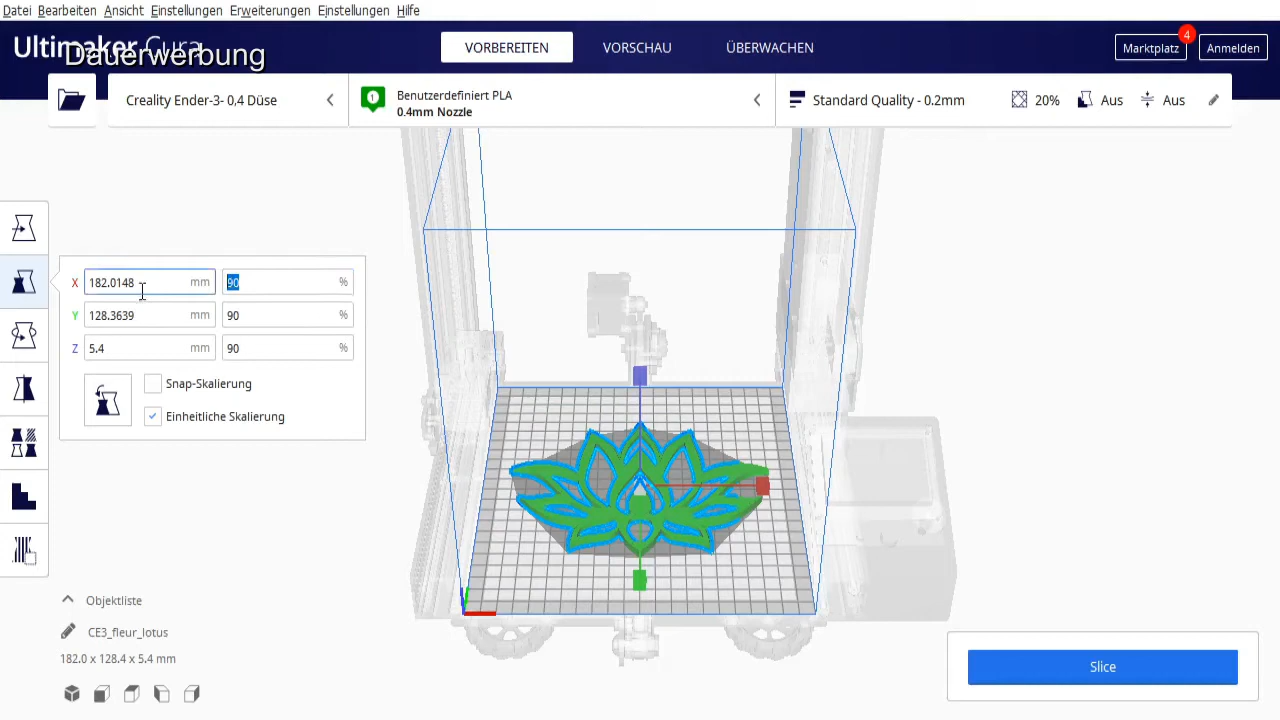 Datei Bearbeiten Ansicht Einstellungen Erweiterungen Einstellungen Hilfe
Ultimaker Cura
Dauerwerbung
VORBEREITEN VORSCHAU ÜBERWACHEN
Marktplatz 4 Anmelden
Creality Ender-3- 0,4 Düse
1 Benutzerdefiniert PLA
0.4mm Nozzle
Standard Quality - 0.2mm 20% Aus Aus
X 182.0148 mm 90 %
Y 128.3639 mm 90 %
Z 5.4 mm 90 %
Snap-Skalierung
Einheitliche Skalierung
Objektliste
CE3_fleur_lotus
182.0 x 128.4 x 5.4 mm
Slice